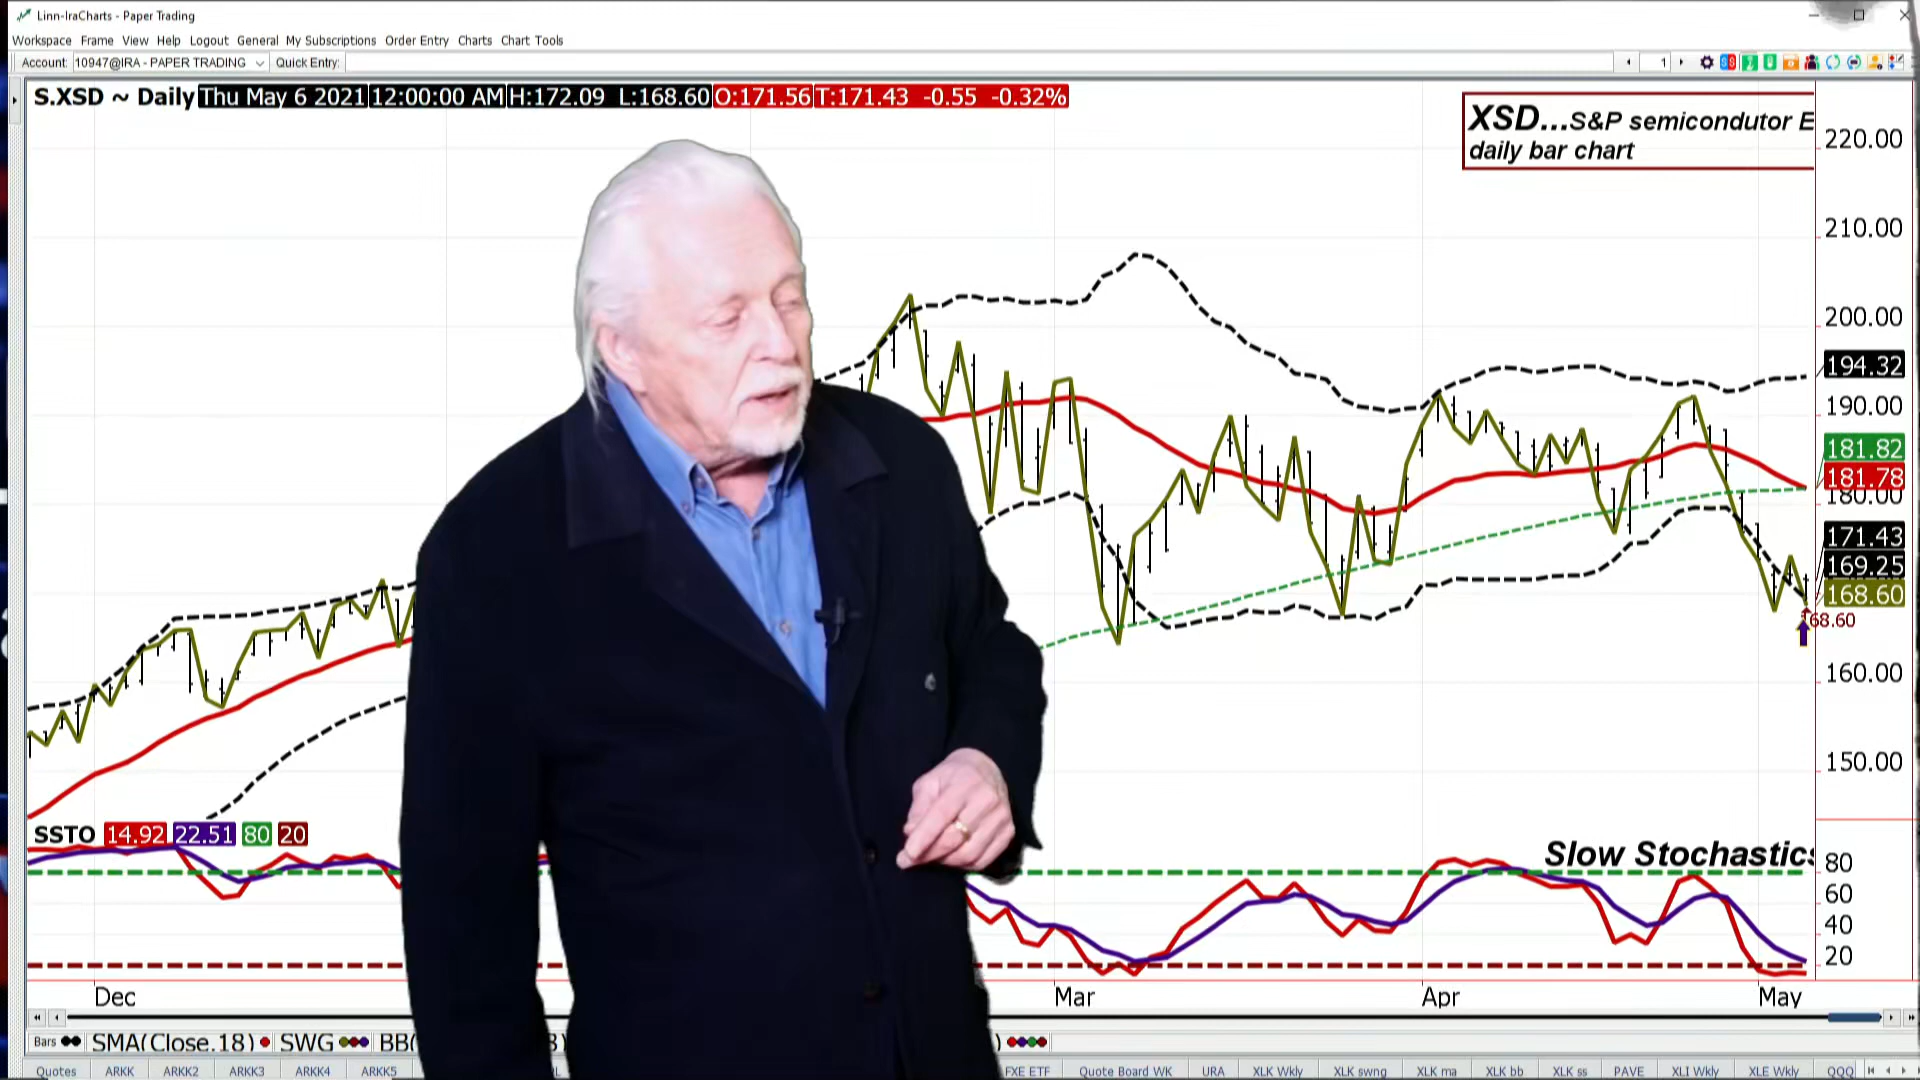 Linn-IraCharts - Paper Trading
Workspace Frame View Help Logout General My Subscriptions Order Entry Charts Chart Tools
Account: 10947@IRA - PAPER TRADING Quick Entry: 1
S.XSD ~ Daily Thu May 6 2021 12:00:00 AM H:172.09 L:168.60 O:171.56 T:171.43 -0.55 -0.32%
XSD...S&P semicondutor E
daily bar chart
220.00
210.00
200.00
194.32
190.00
181.82
181.78
180.00
171.43
169.25
168.60
68.60
160.00
150.00
SSTO 14.92 22.51 80 20
Slow Stochastics
80
60
40
20
Dec Mar Apr May
Bars SMA(Close,18) SWG BB( )
Quotes ARKK ARKK2 ARKK3 ARKK4 ARKK5 FXE ETF Quote Board WK URA XLK Wkly XLK swng XLK ma XLK bb XLK ss PAVE XLI Wkly XLE Wkly QQQ